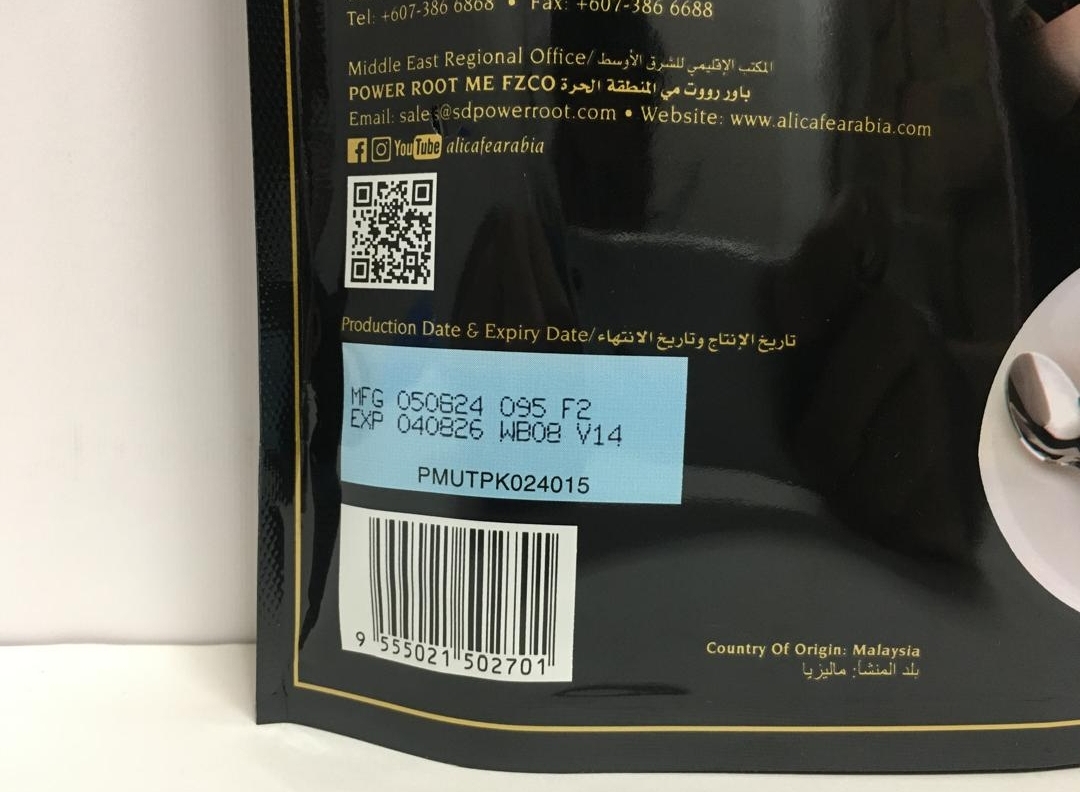 Tel: +607-386 6868 • Fax: +607-386 6688
Middle East Regional Office/ المكتب الإقليمي للشرق الأوسط
POWER ROOT ME FZCO باور رووت مي المنطقة الحرة
Email: sales@sdpowerroot.com • Website: www.alicafearabia.com
YouTube alicafearabia
Production Date & Expiry Date/ تاريخ الإنتاج وتاريخ الانتهاء
MFG 050824 095 F2
EXP 040826 WB08 V14
PMUTPK024015
9 555021 502701
Country Of Origin: Malaysia
بلد المنشأ: ماليزيا